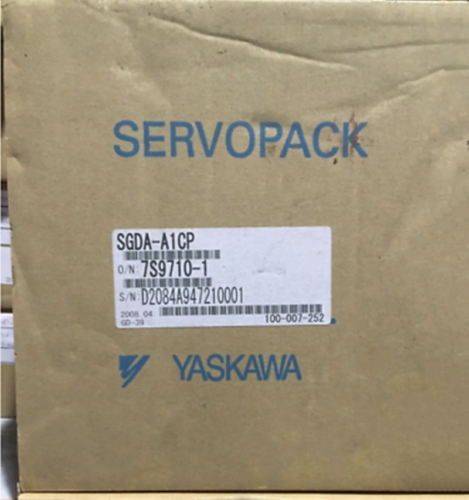 SERVOPACK
SGDA-A1CP
O/N:7S9710-1
S/N:D2084A947210001
2008.04
GD-39 100-007-252
YASKAWA